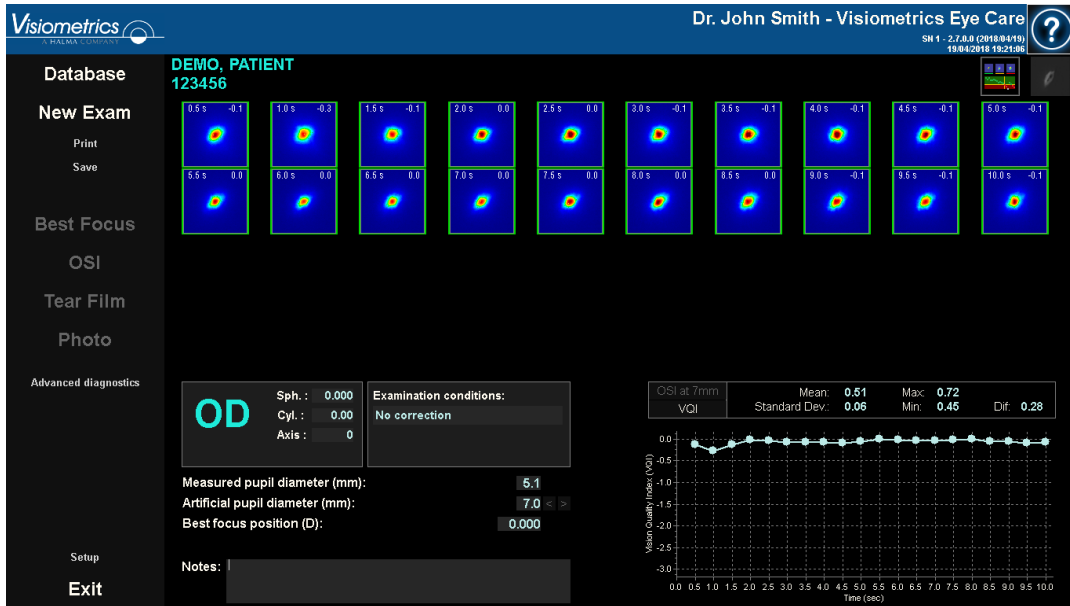 Visiometrics
A HALMA COMPANY
Dr. John Smith - Visiometrics Eye Care
SN 1 - 2.7.0.0 (2018/04/19)
19/04/2018 19:21:06
?
Database
New Exam
Print
Save
Best Focus
OSI
Tear Film
Photo
Advanced diagnostics
Setup
Exit
DEMO, PATIENT
123456
0.5 s -0.1 1.0 s -0.3 1.5 s -0.1 2.0 s 0.0 2.5 s 0.0 3.0 s -0.1 3.5 s -0.1 4.0 s -0.1 4.5 s -0.1 5.0 s -0.1
5.5 s 0.0 6.0 s 0.0 6.5 s 0.0 7.0 s 0.0 7.5 s 0.0 8.0 s 0.0 8.5 s 0.0 9.0 s -0.1 9.5 s -0.1 10.0 s -0.1
OD
Sph. : 0.000
Cyl. : 0.00
Axis : 0
Examination conditions:
No correction
Measured pupil diameter (mm): 5.1
Artificial pupil diameter (mm): 7.0 < >
Best focus position (D): 0.000
Notes:
OSI at 7mm
VQI
Mean: 0.51 Max: 0.72
Standard Dev.: 0.06 Min: 0.45 Dif: 0.28
Vision Quality Index (VQI)
0.0
-0.5
-1.0
-1.5
-2.0
-2.5
-3.0
0.0 0.5 1.0 1.5 2.0 2.5 3.0 3.5 4.0 4.5 5.0 5.5 6.0 6.5 7.0 7.5 8.0 8.5 9.0 9.5 10.0
Time (sec)